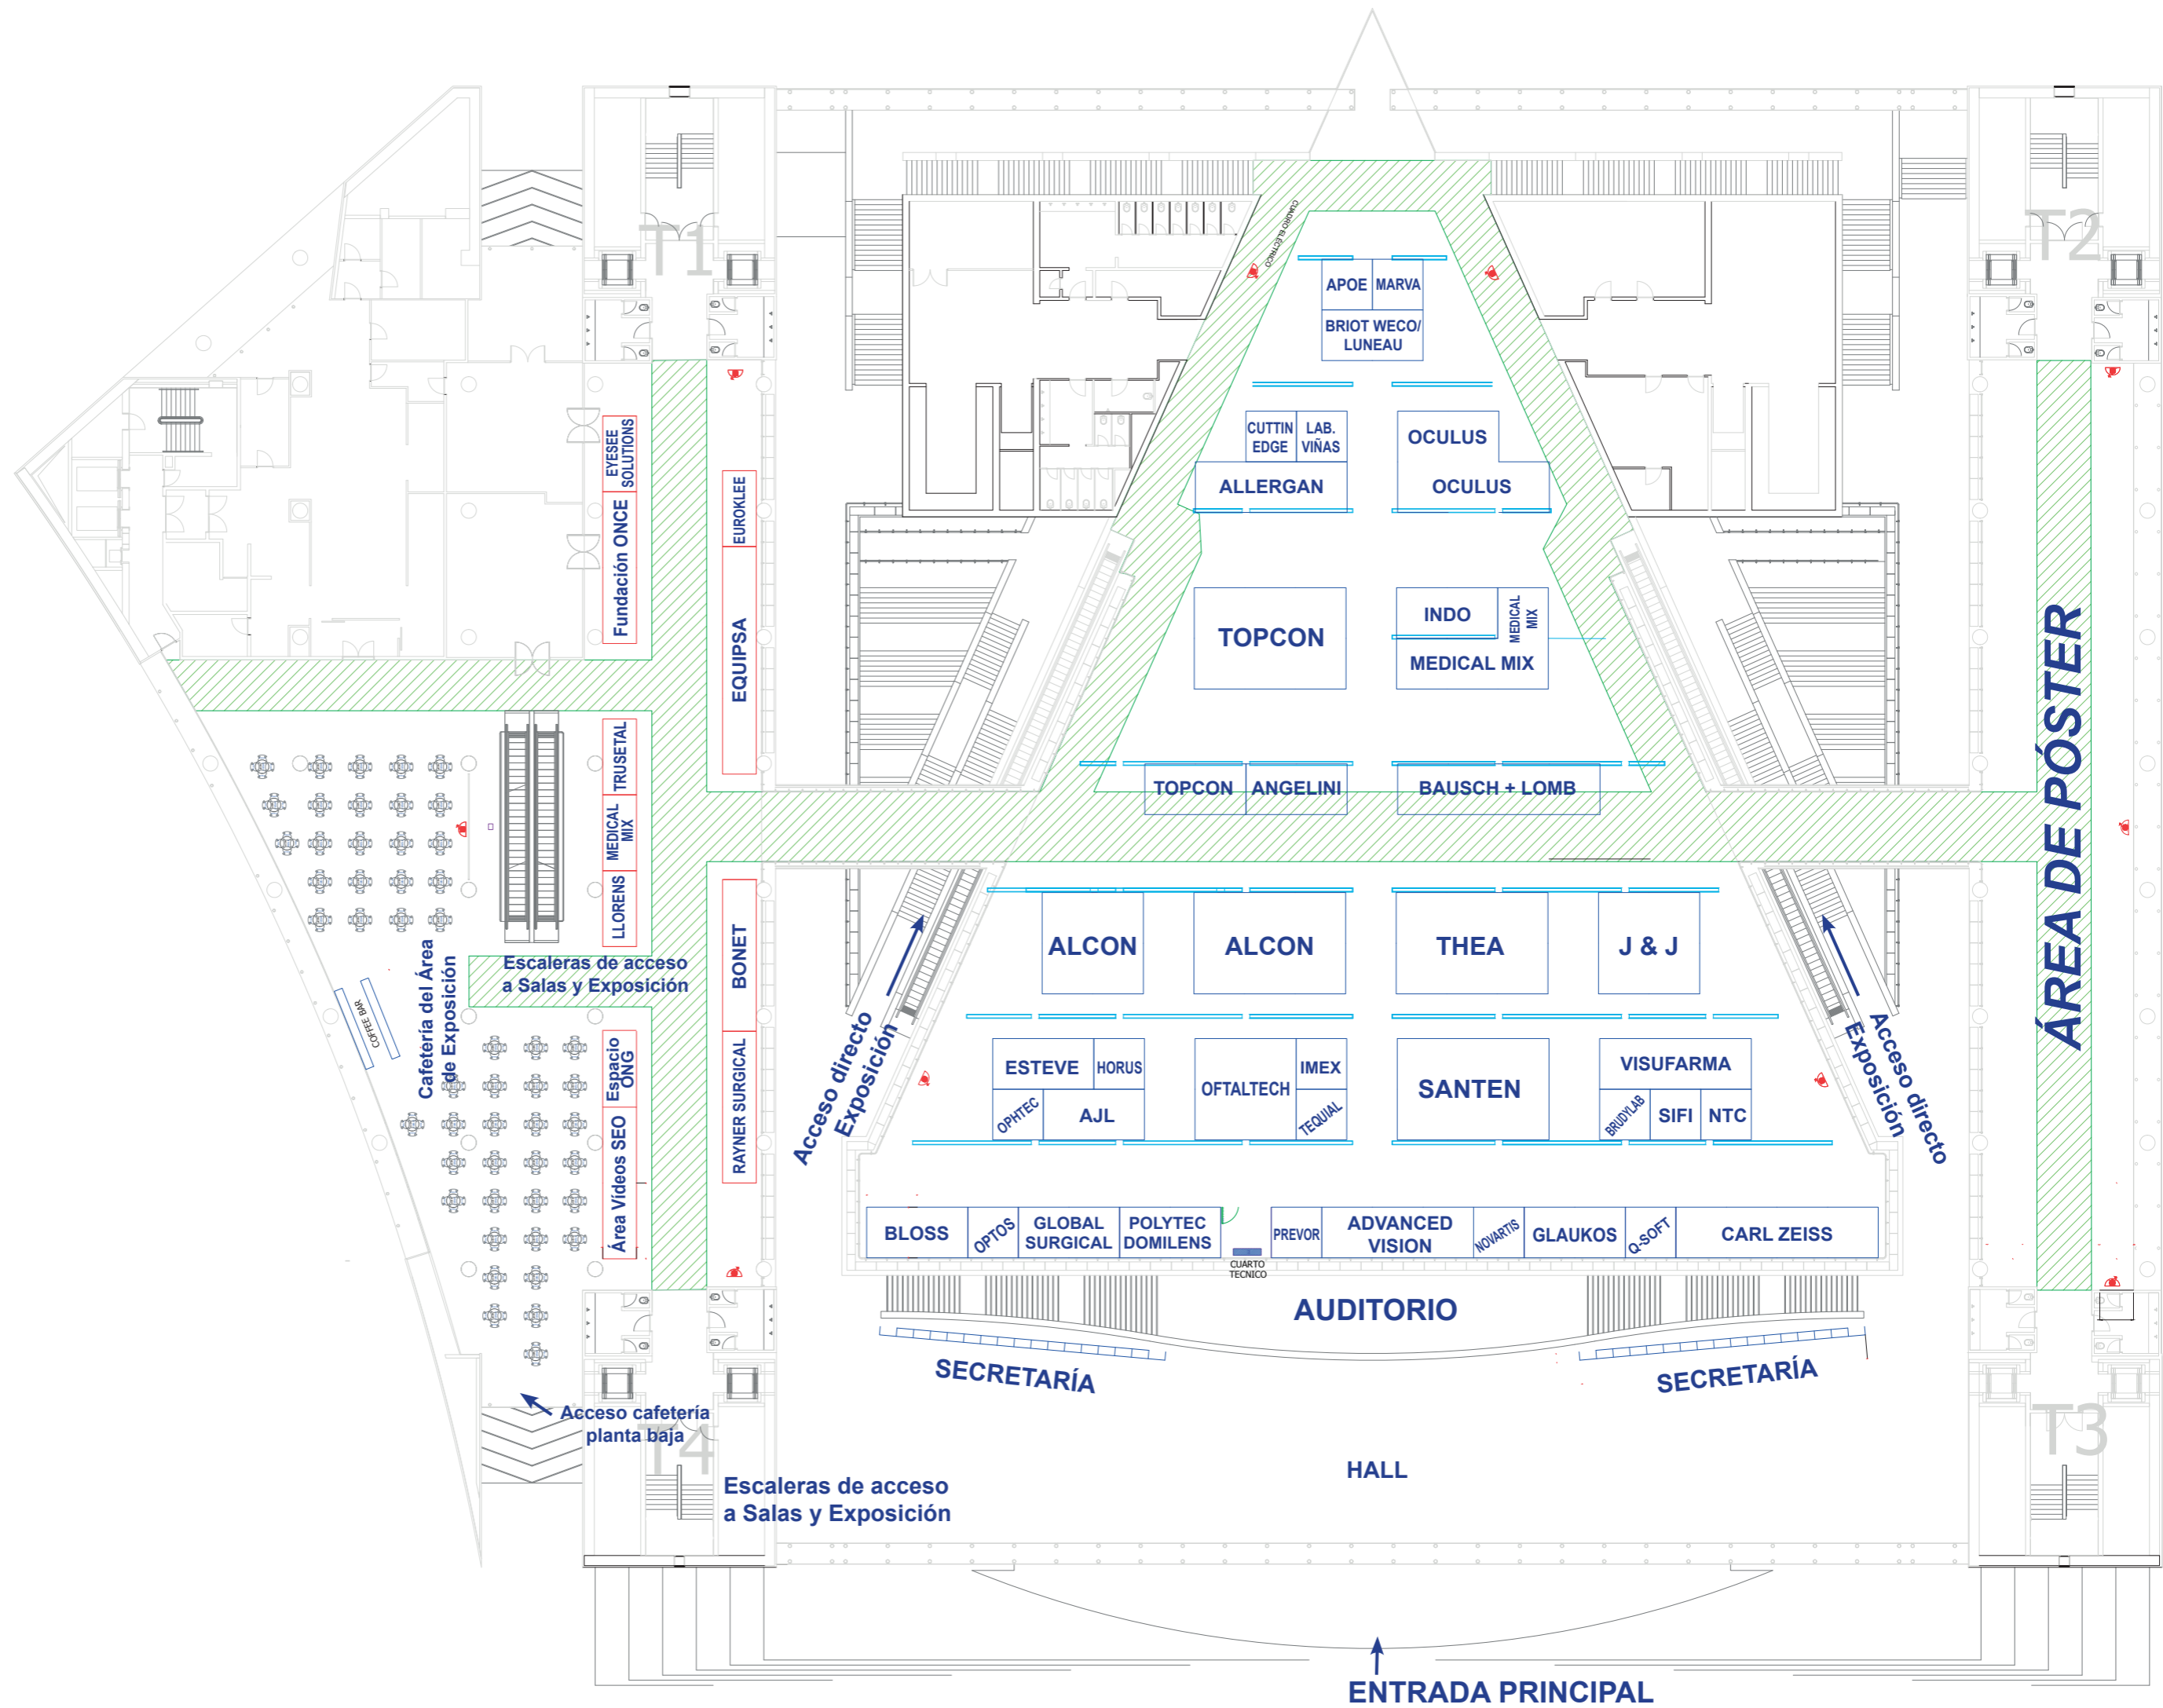 T1
T2
CUADRO ELÉCTRICO
APOE
MARVA
BRIOT WECO/
LUNEAU
EYESEE
SOLUTIONS
Fundación ONCE
EUROKLEE
EQUIPSA
CUTTIN
EDGE
LAB.
VIÑAS
ALLERGAN
OCULUS
OCULUS
TOPCON
INDO
MEDICAL
MIX
MEDICAL MIX
TOPCON
ANGELINI
BAUSCH + LOMB
ÁREA DE PÓSTER
TRUSETAL
MEDICAL
MIX
LLORENS
BONET
RAYNER SURGICAL
Escaleras de acceso
a Salas y Exposición
Cafetería del Área
de Exposición
COFFEE BAR
Espacio
ONG
Área Vídeos SEO
ALCON
ALCON
THEA
J & J
Acceso directo
Exposición
Acceso directo
Exposición
ESTEVE
HORUS
OPHTEC
AJL
OFTALTECH
IMEX
TEQUIAL
SANTEN
VISUFARMA
BRUDYLAB
SIFI
NTC
BLOSS
OPTOS
GLOBAL
SURGICAL
POLYTEC
DOMILENS
PREVOR
ADVANCED
VISION
NOVARTIS
GLAUKOS
Q-SOFT
CARL ZEISS
CUARTO
TECNICO
AUDITORIO
SECRETARÍA
SECRETARÍA
Acceso cafetería
planta baja
T4
T3
HALL
Escaleras de acceso
a Salas y Exposición
ENTRADA PRINCIPAL